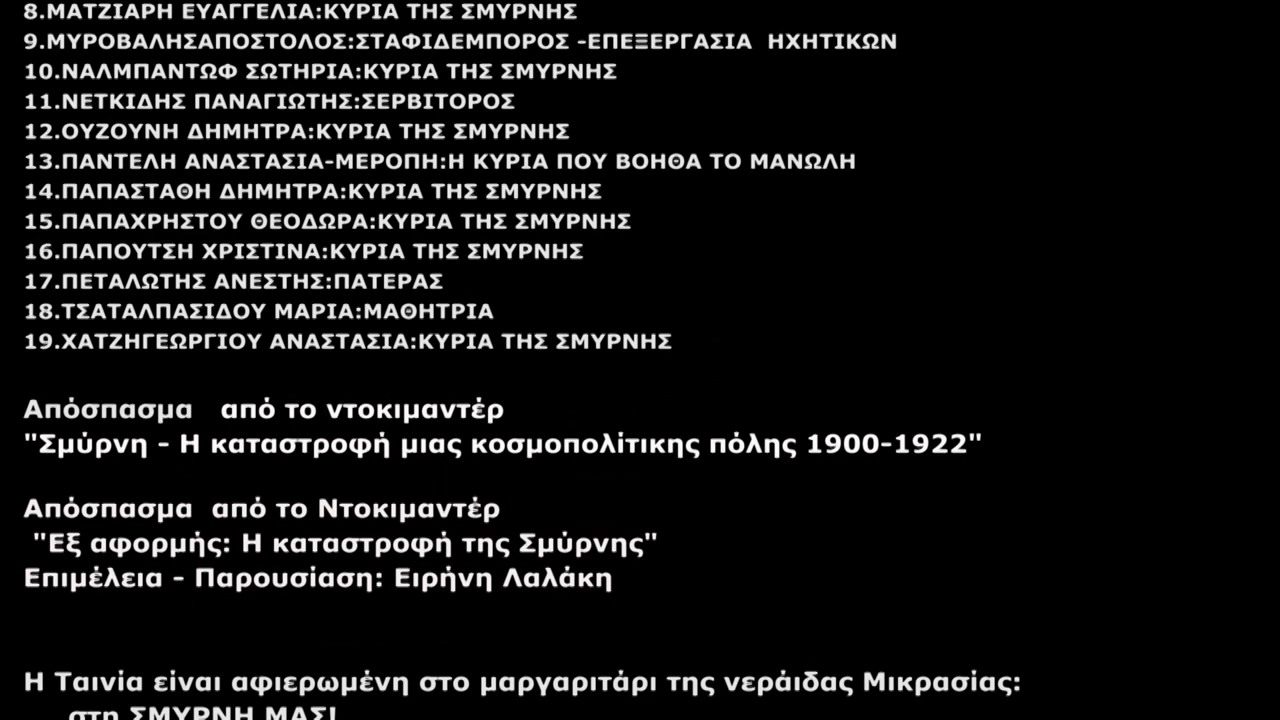 8.ΜΑΤΖΙΑΡΗ ΕΥΑΓΓΕΛΙΑ:ΚΥΡΙΑ ΤΗΣ ΣΜΥΡΝΗΣ
9.ΜΥΡΟΒΑΛΗΣΑΠΟΣΤΟΛΟΣ:ΣΤΑΦΙΔΕΜΠΟΡΟΣ -ΕΠΕΞΕΡΓΑΣΙΑ  ΗΧΗΤΙΚΩΝ
10.ΝΑΛΜΠΑΝΤΩΦ ΣΩΤΗΡΙΑ:ΚΥΡΙΑ ΤΗΣ ΣΜΥΡΝΗΣ
11.ΝΕΤΚΙΔΗΣ ΠΑΝΑΓΙΩΤΗΣ:ΣΕΡΒΙΤΟΡΟΣ
12.ΟΥΖΟΥΝΗ ΔΗΜΗΤΡΑ:ΚΥΡΙΑ ΤΗΣ ΣΜΥΡΝΗΣ
13.ΠΑΝΤΕΛΗ ΑΝΑΣΤΑΣΙΑ-ΜΕΡΟΠΗ:Η ΚΥΡΙΑ ΠΟΥ ΒΟΗΘΑ ΤΟ ΜΑΝΩΛΗ
14.ΠΑΠΑΣΤΑΘΗ ΔΗΜΗΤΡΑ:ΚΥΡΙΑ ΤΗΣ ΣΜΥΡΝΗΣ
15.ΠΑΠΑΧΡΗΣΤΟΥ ΘΕΟΔΩΡΑ:ΚΥΡΙΑ ΤΗΣ ΣΜΥΡΝΗΣ
16.ΠΑΠΟΥΤΣΗ ΧΡΙΣΤΙΝΑ:ΚΥΡΙΑ ΤΗΣ ΣΜΥΡΝΗΣ
17.ΠΕΤΑΛΩΤΗΣ ΑΝΕΣΤΗΣ:ΠΑΤΕΡΑΣ
18.ΤΣΑΤΑΛΠΑΣΙΔΟΥ ΜΑΡΙΑ:ΜΑΘΗΤΡΙΑ
19.ΧΑΤΖΗΓΕΩΡΓΙΟΥ ΑΝΑΣΤΑΣΙΑ:ΚΥΡΙΑ ΤΗΣ ΣΜΥΡΝΗΣ
Απόσπασμα   από το ντοκιμαντέρ
"Σμύρνη - Η καταστροφή μιας κοσμοπολίτικης πόλης 1900-1922"
Απόσπασμα  από το Ντοκιμαντέρ
"Εξ αφορμής: Η καταστροφή της Σμύρνης"
Επιμέλεια - Παρουσίαση: Ειρήνη Λαλάκη
Η Ταινία είναι αφιερωμένη στο μαργαριτάρι της νεράιδας Μικρασίας:
στη ΣΜΥΡΝΗ ΜΑΣ!